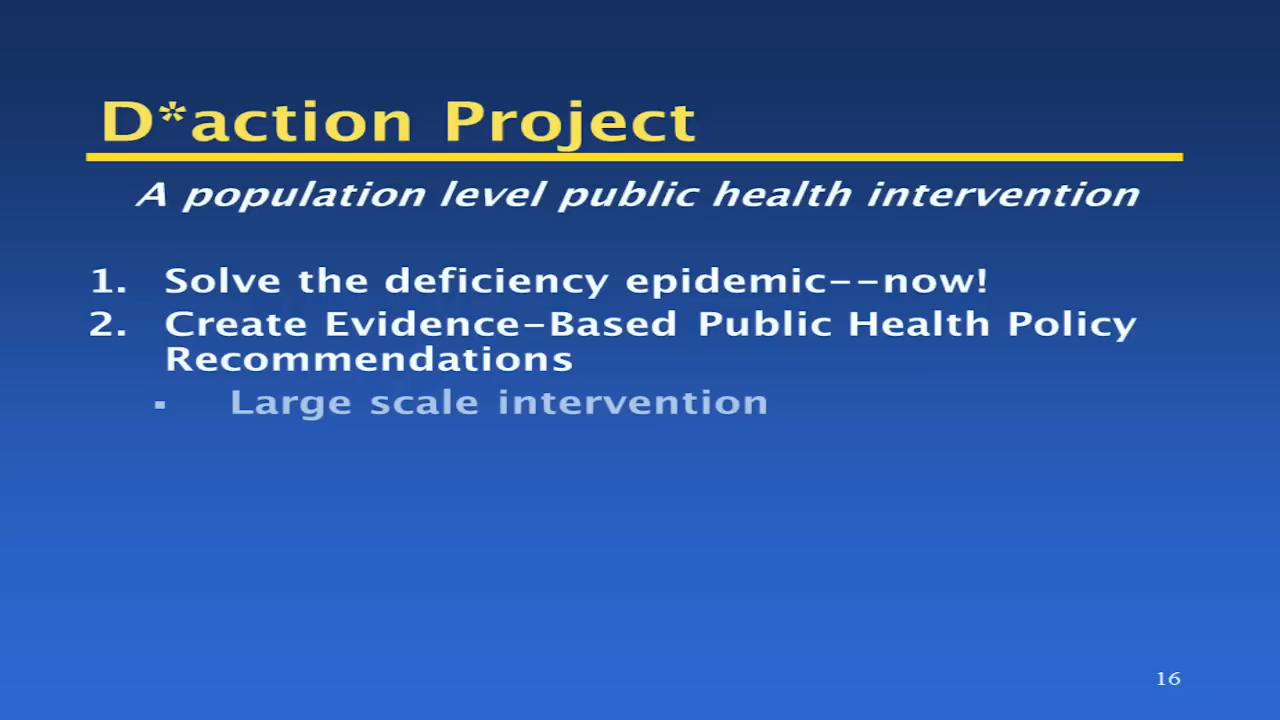 D*action Project
A population level public health intervention
1. Solve the deficiency epidemic--now!
2. Create Evidence-Based Public Health Policy
Recommendations
▪ Large scale intervention
16